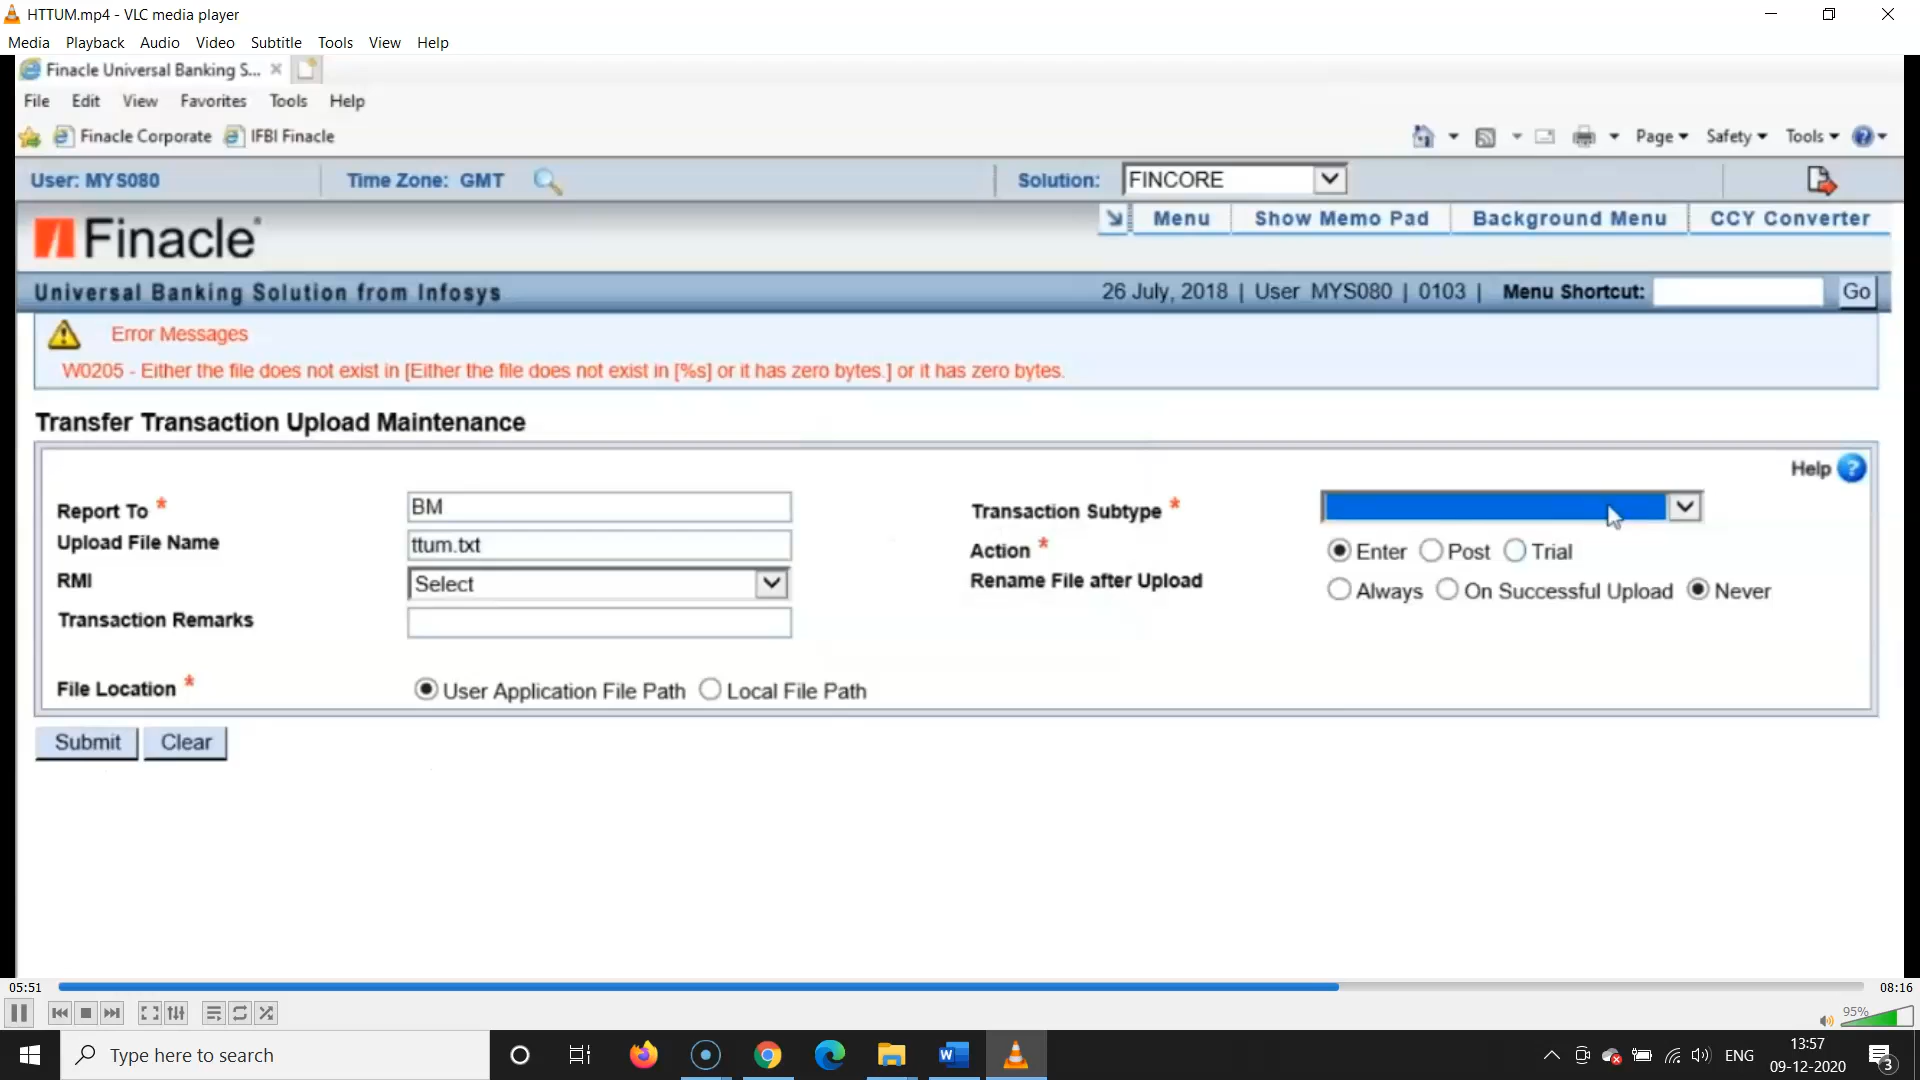 HTTUM.mp4 - VLC media player
Media Playback Audio Video Subtitle Tools View Help
Finacle Universal Banking S...
File Edit View Favorites Tools Help
Finacle Corporate IFBI Finacle Page Safety Tools
User: MYS080 Time Zone: GMT Solution: FINCORE
Menu Show Memo Pad Background Menu CCY Converter
Finacle
Universal Banking Solution from Infosys 26 July, 2018 | User MYS080 | 0103 | Menu Shortcut: Go
Error Messages
W0205 - Either the file does not exist in [Either the file does not exist in [%s] or it has zero bytes.] or it has zero bytes.
Transfer Transaction Upload Maintenance
Help ?
Report To * BM Transaction Subtype *
Upload File Name ttum.txt Action * Enter Post Trial
RMI Select Rename File after Upload Always On Successful Upload Never
Transaction Remarks
File Location * User Application File Path Local File Path
Submit Clear
05:51 08:16
95%
Type here to search ENG 13:57
09-12-2020 3